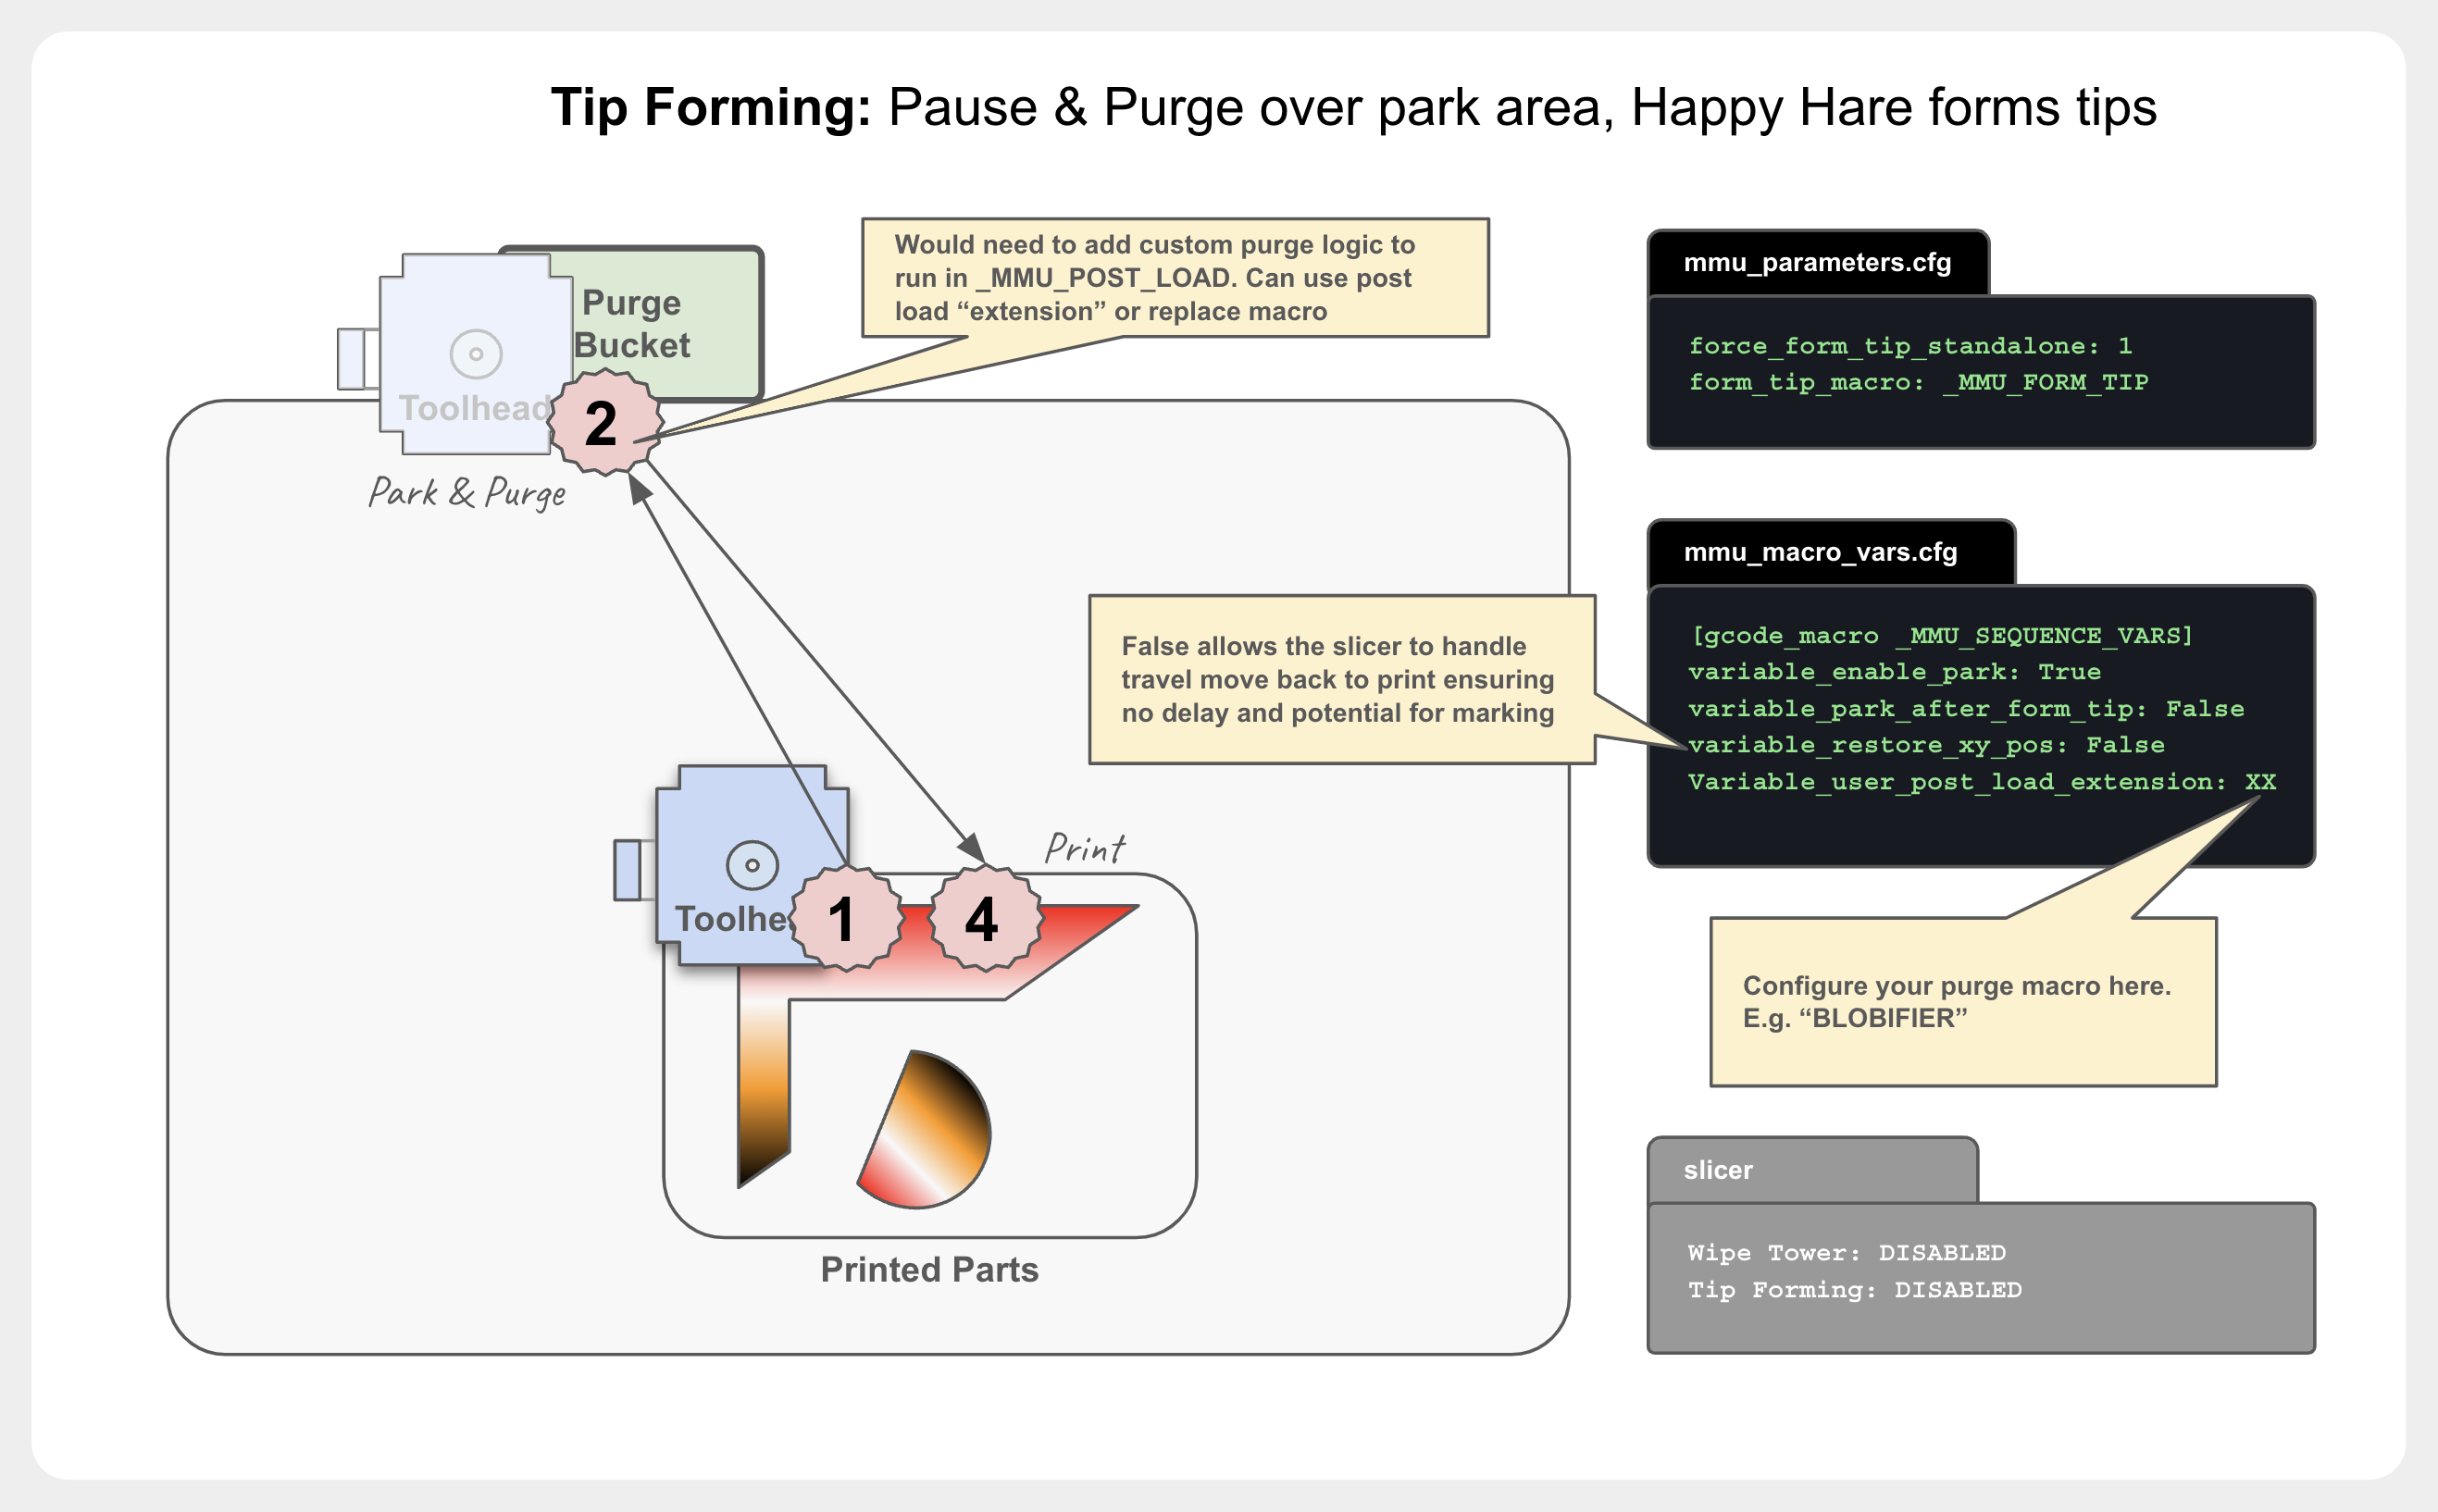 Tip Forming: Pause & Purge over park area, Happy Hare forms tips
Would need to add custom purge logic to
run in _MMU_POST_LOAD. Can use post
load “extension” or replace macro
Purge
Bucket
Toolhead
2
Park & Purge
mmu_parameters.cfg
force_form_tip_standalone: 1
form_tip_macro: _MMU_FORM_TIP
mmu_macro_vars.cfg
[gcode_macro _MMU_SEQUENCE_VARS]
variable_enable_park: True
variable_park_after_form_tip: False
variable_restore_xy_pos: False
Variable_user_post_load_extension: XX
False allows the slicer to handle
travel move back to print ensuring
no delay and potential for marking
Print
Toolhe
1
4
Printed Parts
Configure your purge macro here.
E.g. “BLOBIFIER”
slicer
Wipe Tower: DISABLED
Tip Forming: DISABLED